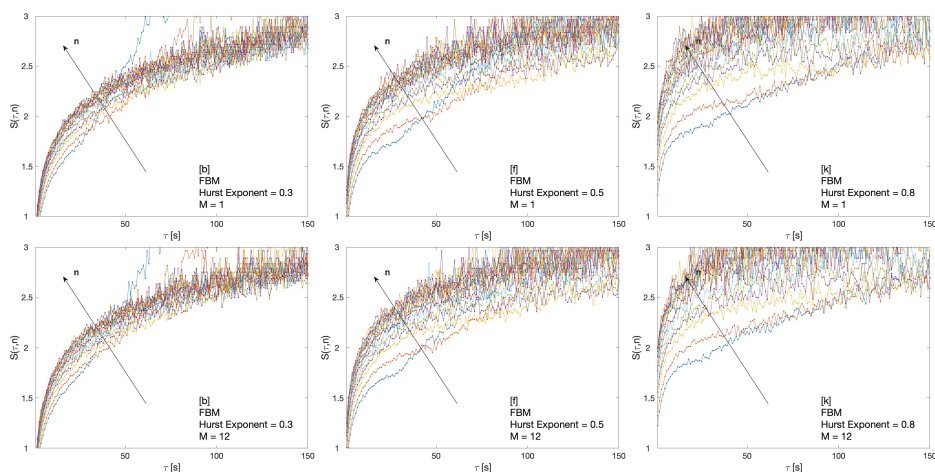 3
2.5
2
1.5
1
S(τ,n)
n
[b]
FBM
Hurst Exponent = 0.3
M = 1
50 100 150
τ [s]
3
2.5
2
1.5
1
S(τ,n)
n
[f]
FBM
Hurst Exponent = 0.5
M = 1
50 100 150
τ [s]
3
2.5
2
1.5
1
S(τ,n)
n
[k]
FBM
Hurst Exponent = 0.8
M = 1
50 100 150
τ [s]
3
2.5
2
1.5
1
S(τ,n)
n
[b]
FBM
Hurst Exponent = 0.3
M = 12
50 100 150
τ [s]
3
2.5
2
1.5
1
S(τ,n)
n
[f]
FBM
Hurst Exponent = 0.5
M = 12
50 100 150
τ [s]
3
2.5
2
1.5
1
S(τ,n)
n
[k]
FBM
Hurst Exponent = 0.8
M = 12
50 100 150
τ [s]